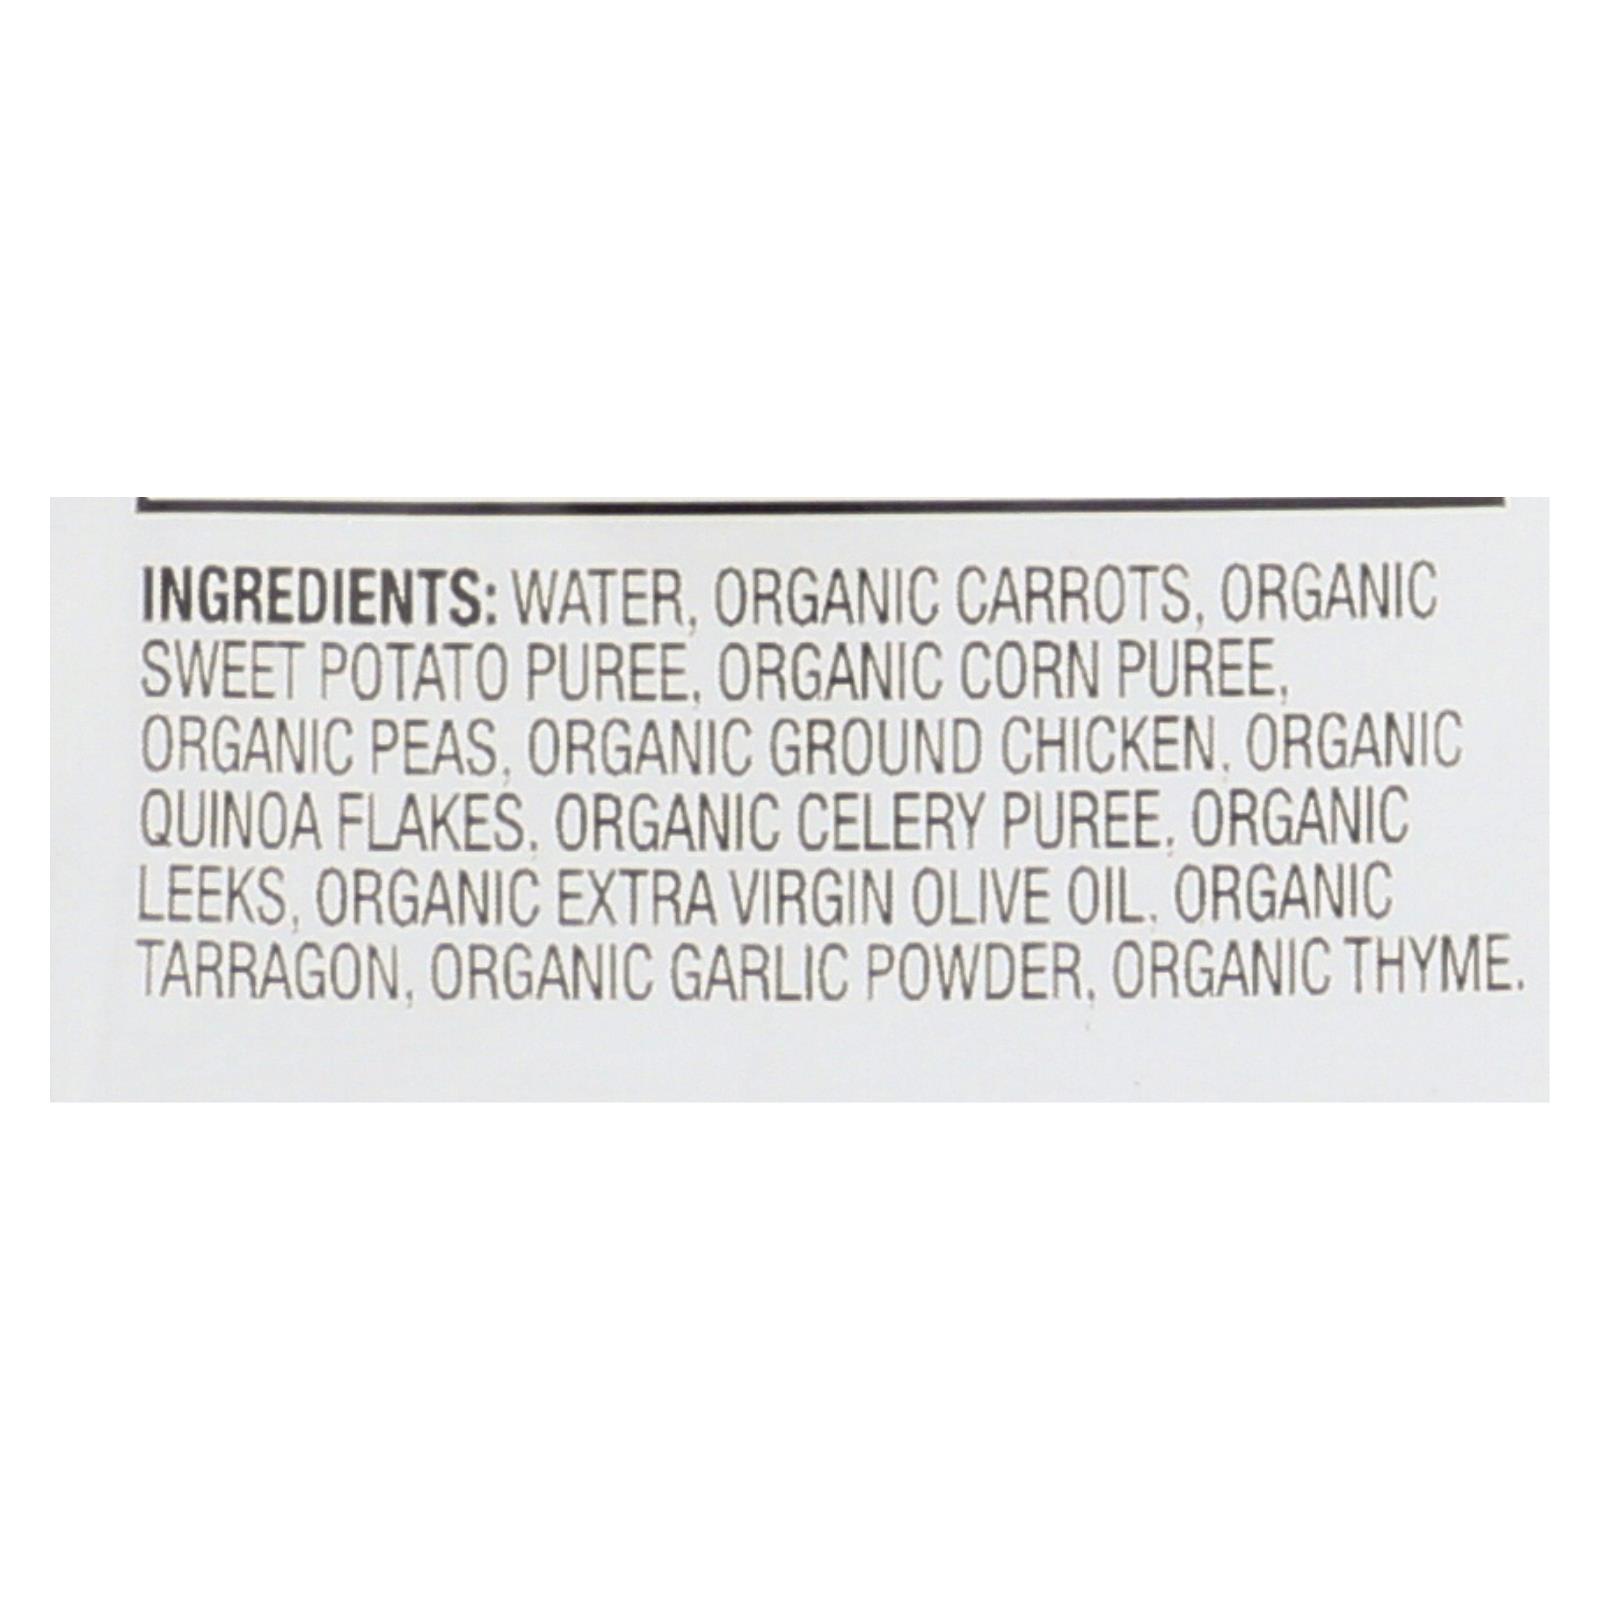 INGREDIENTS: WATER, ORGANIC CARROTS, ORGANIC
SWEET POTATO PUREE, ORGANIC CORN PUREE,
ORGANIC PEAS, ORGANIC GROUND CHICKEN, ORGANIC
QUINOA FLAKES, ORGANIC CELERY PUREE, ORGANIC
LEEKS, ORGANIC EXTRA VIRGIN OLIVE OIL, ORGANIC
TARRAGON, ORGANIC GARLIC POWDER, ORGANIC THYME.